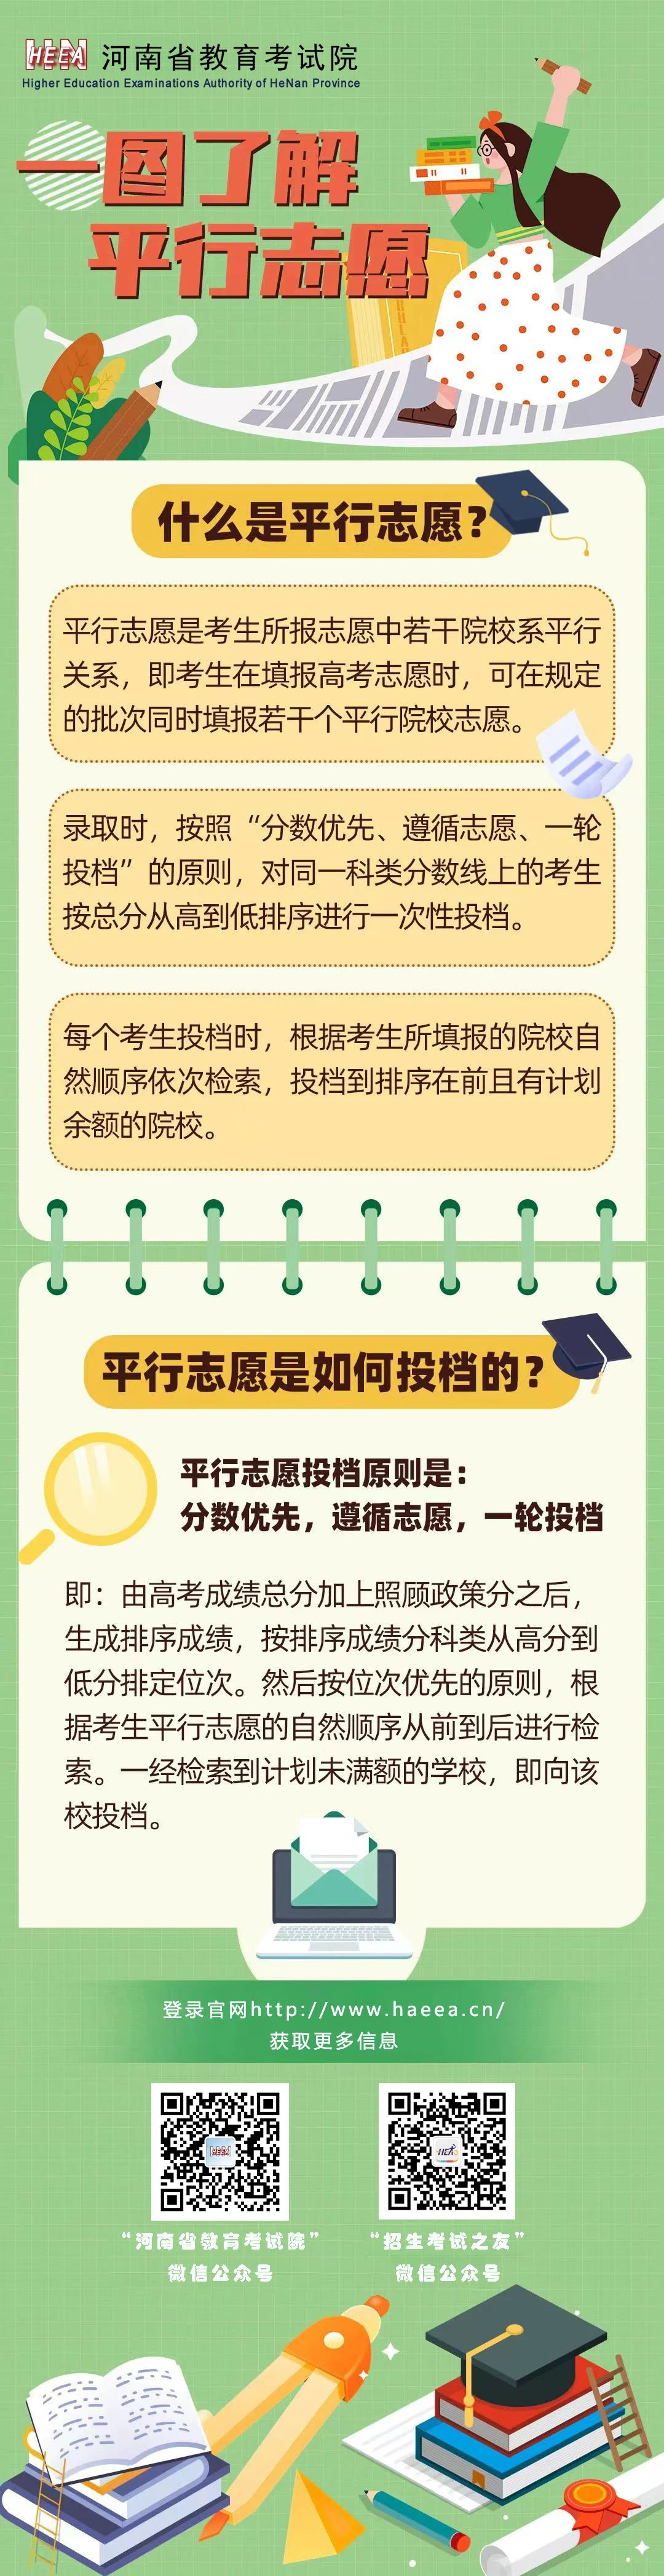 HEEA
河南省教育考试院
Higher Education Examinations Authority of HeNan Province
一图了解
平行志愿
什么是平行志愿？
平行志愿是考生所报志愿中若干院校系平行
关系，即考生在填报高考志愿时，可在规定
的批次同时填报若干个平行院校志愿。
录取时，按照“分数优先、遵循志愿、一轮
投档”的原则，对同一科类分数线上的考生
按总分从高到低排序进行一次性投档。
每个考生投档时，根据考生所填报的院校自
然顺序依次检索，投档到排序在前且有计划
余额的院校。
平行志愿是如何投档的？
平行志愿投档原则是：
分数优先，遵循志愿，一轮投档
即：由高考成绩总分加上照顾政策分之后，
生成排序成绩，按排序成绩分科类从高分到
低分排定位次。然后按位次优先的原则，根
据考生平行志愿的自然顺序从前到后进行检
索。一经检索到计划未满额的学校，即向该
校投档。
登录官网http://www.haeea.cn/
获取更多信息
“河南省教育考试院”
微信公众号
“招生考试之友”
微信公众号